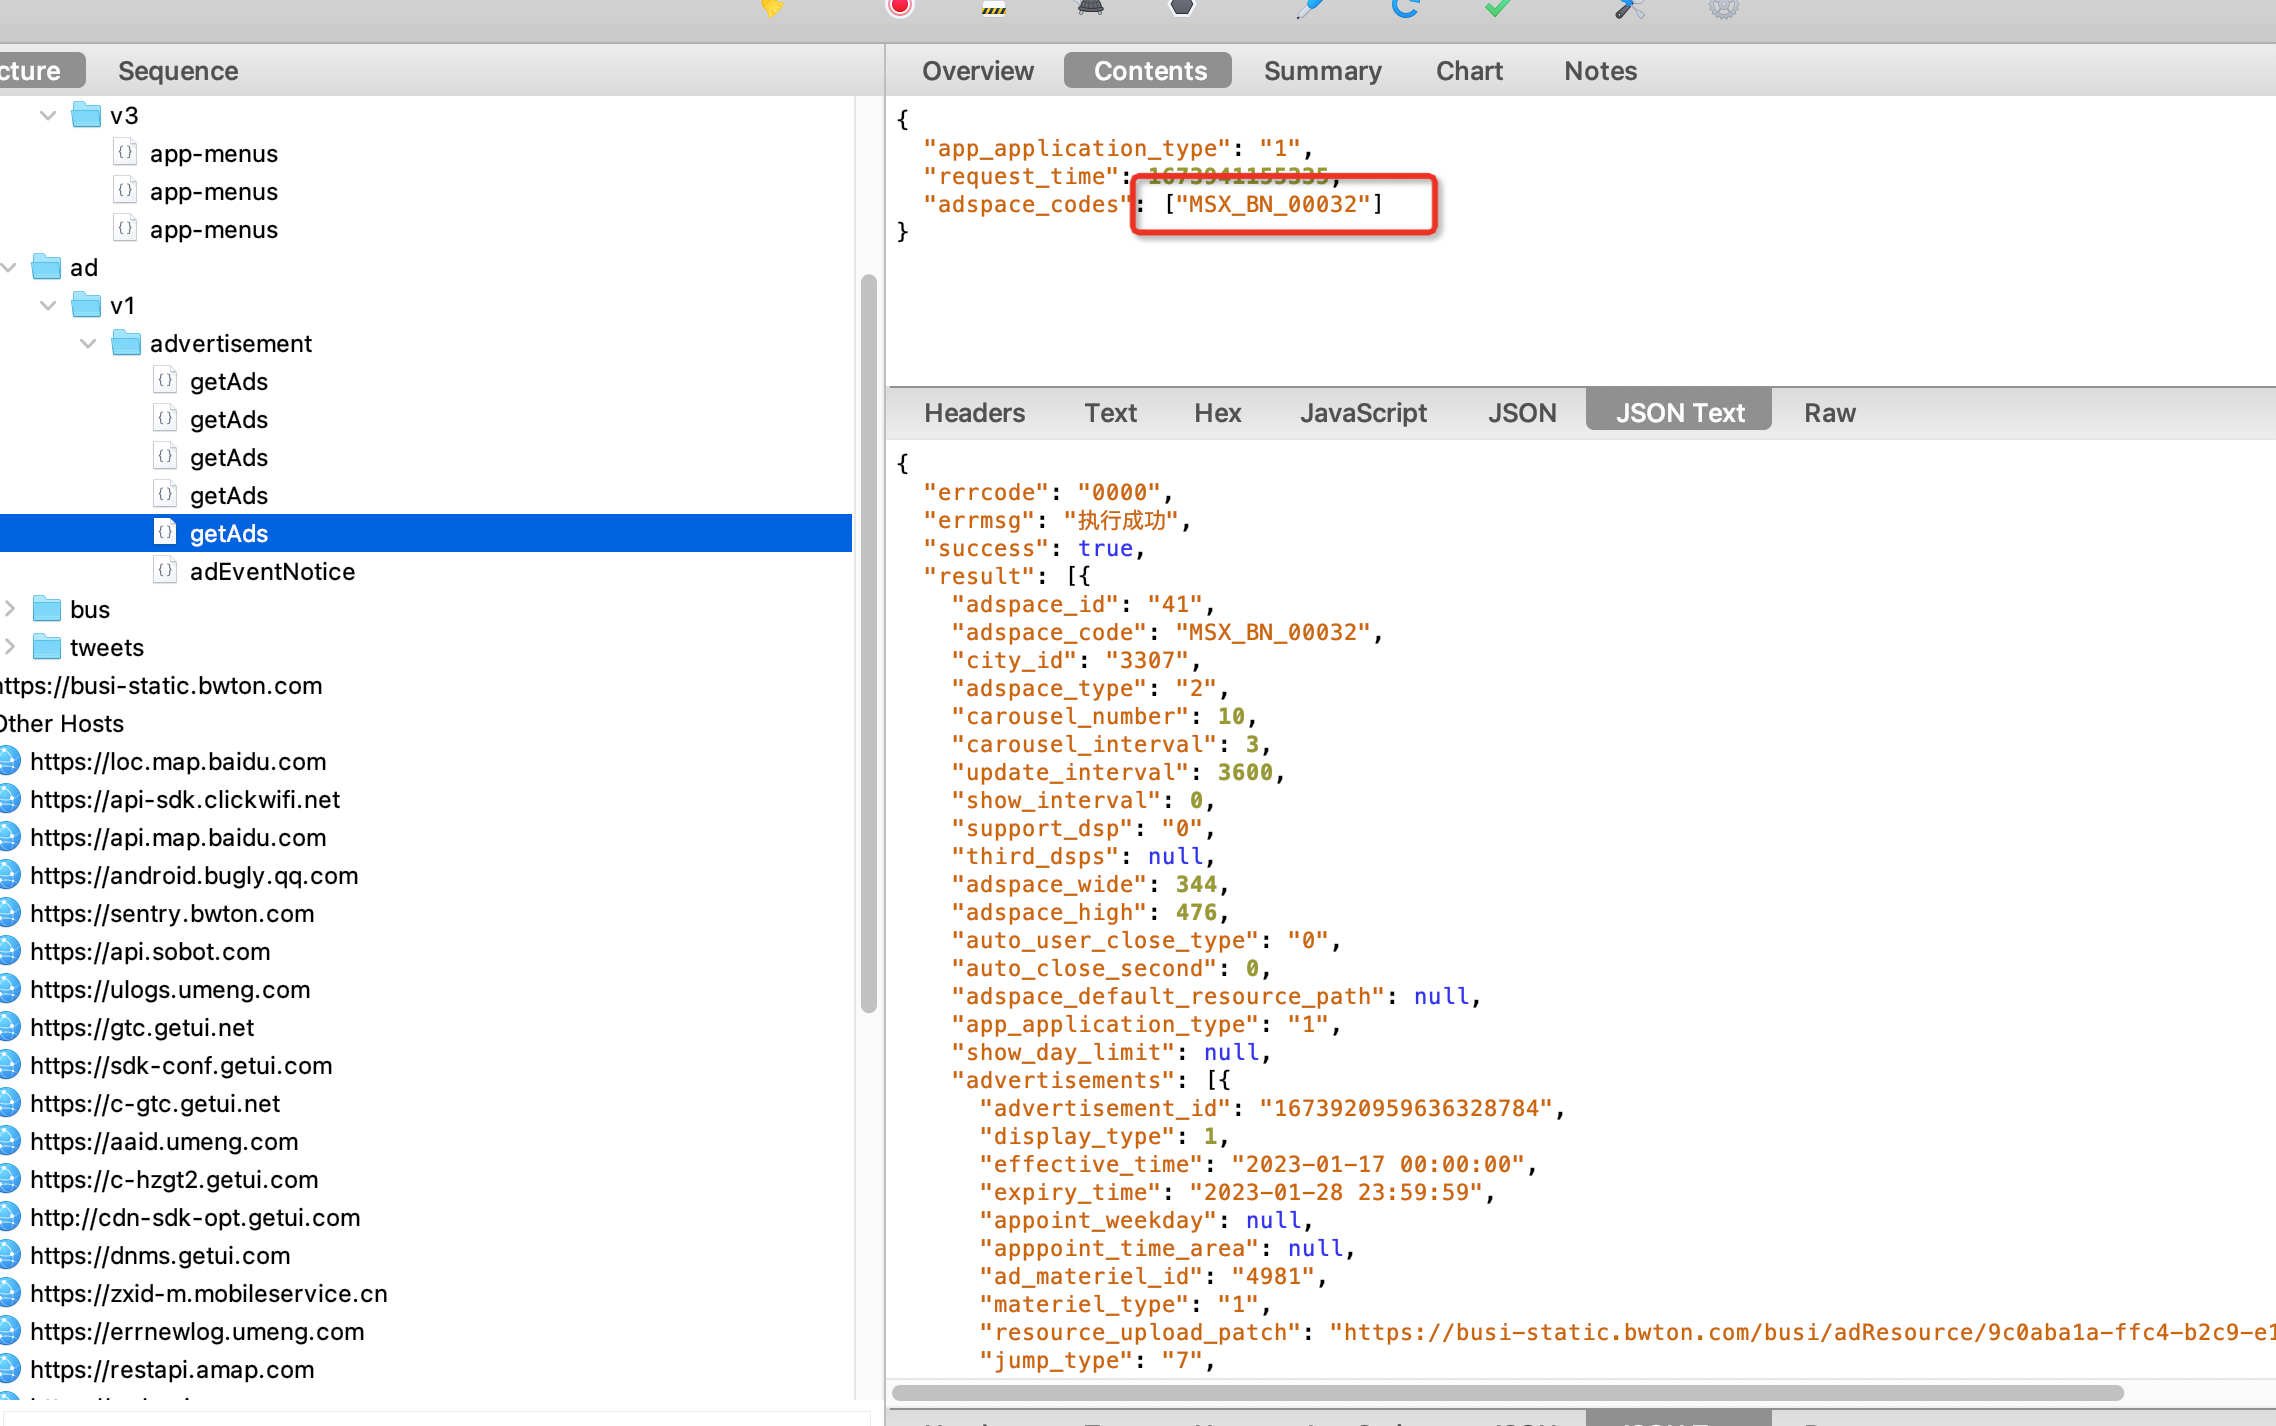 cture
Sequence
v3
app-menus
app-menus
app-menus
ad
v1
advertisement
getAds
getAds
getAds
getAds
getAds
adEventNotice
bus
tweets
https://busi-static.bwton.com
Other Hosts
https://loc.map.baidu.com
https://api-sdk.clickwifi.net
https://api.map.baidu.com
https://android.bugly.qq.com
https://sentry.bwton.com
https://api.sobot.com
https://ulogs.umeng.com
https://gtc.getui.net
https://sdk-conf.getui.com
https://c-gtc.getui.net
https://aaid.umeng.com
https://c-hzgt2.getui.com
http://cdn-sdk-opt.getui.com
https://dnms.getui.com
https://zxid-m.mobileservice.cn
https://errnewlog.umeng.com
https://restapi.amap.com
Overview
Contents
Summary
Chart
Notes
{
"app_application_type": "1",
"request_time": 1673941155335,
"adspace_codes": ["MSX_BN_00032"]
}
Headers
Text
Hex
JavaScript
JSON
JSON Text
Raw
{
"errcode": "0000",
"errmsg": "执行成功",
"success": true,
"result": [{
"adspace_id": "41",
"adspace_code": "MSX_BN_00032",
"city_id": "3307",
"adspace_type": "2",
"carousel_number": 10,
"carousel_interval": 3,
"update_interval": 3600,
"show_interval": 0,
"support_dsp": "0",
"third_dsps": null,
"adspace_wide": 344,
"adspace_high": 476,
"auto_user_close_type": "0",
"auto_close_second": 0,
"adspace_default_resource_path": null,
"app_application_type": "1",
"show_day_limit": null,
"advertisements": [{
"advertisement_id": "1673920959636328784",
"display_type": 1,
"effective_time": "2023-01-17 00:00:00",
"expiry_time": "2023-01-28 23:59:59",
"appoint_weekday": null,
"apppoint_time_area": null,
"ad_materiel_id": "4981",
"materiel_type": "1",
"resource_upload_patch": "https://busi-static.bwton.com/busi/adResource/9c0aba1a-ffc4-b2c9-e1
"jump_type": "7",